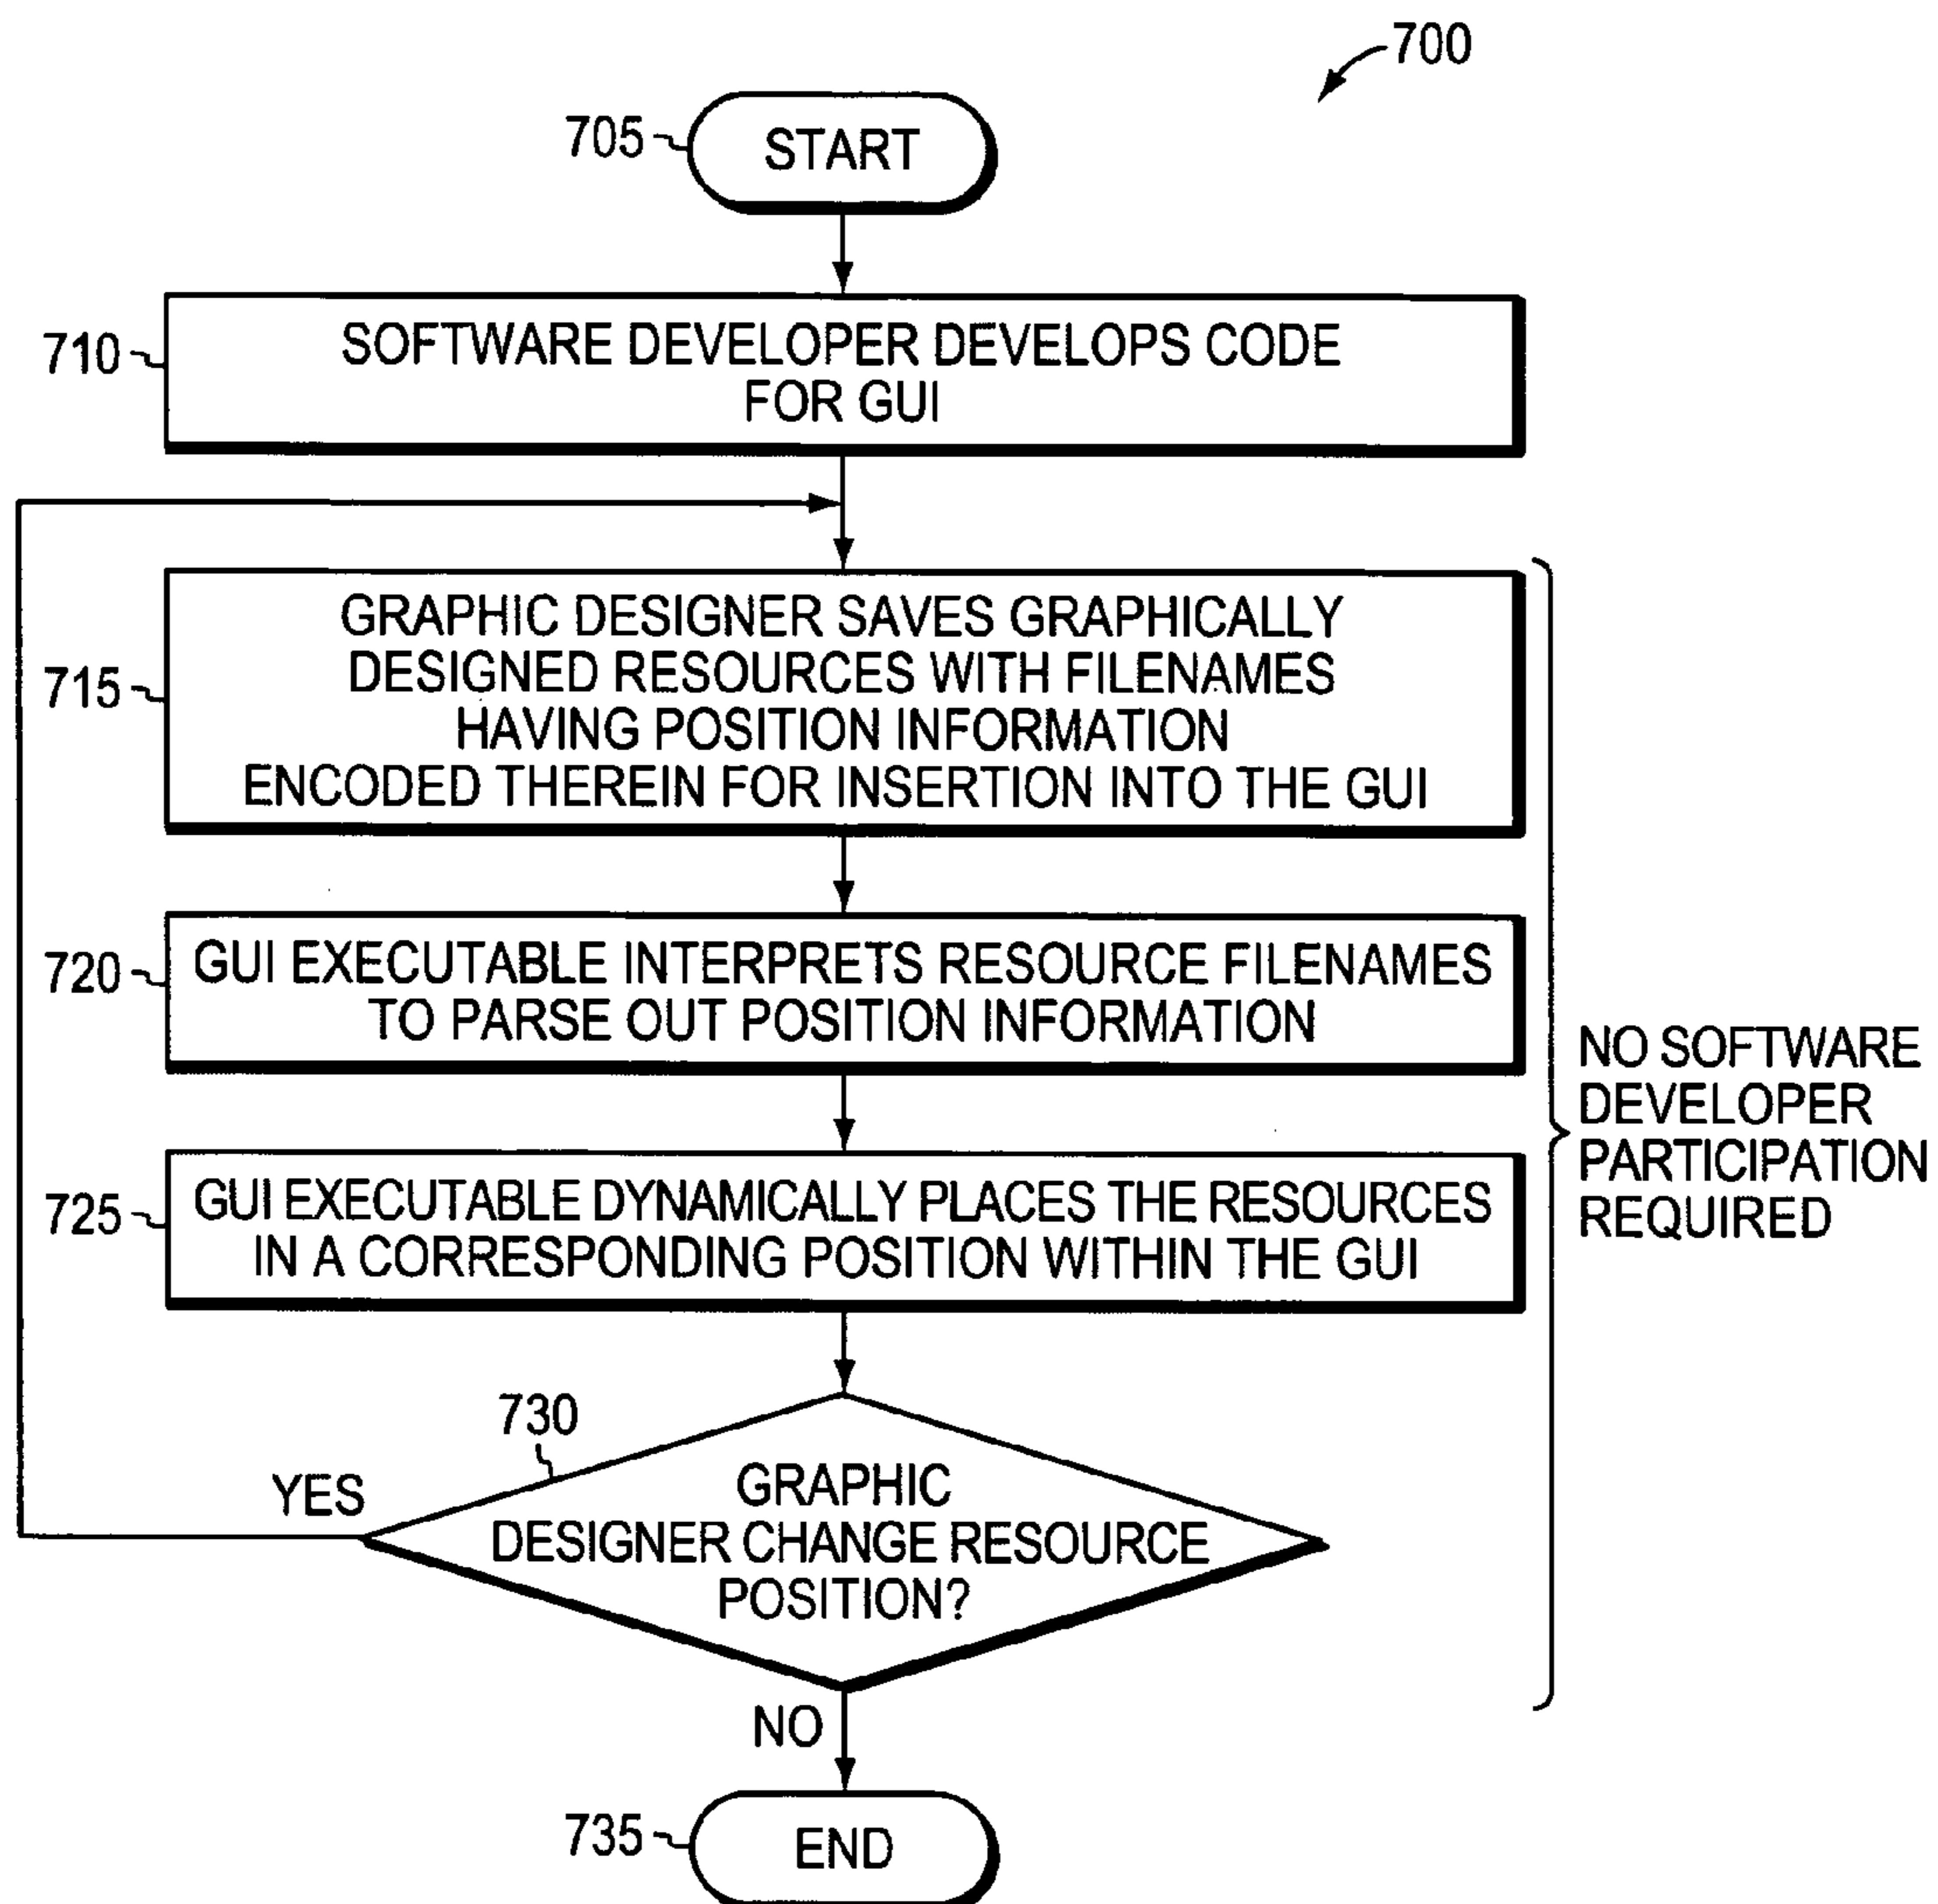 700
705
START
710
SOFTWARE DEVELOPER DEVELOPS CODE
FOR GUI
715
GRAPHIC DESIGNER SAVES GRAPHICALLY
DESIGNED RESOURCES WITH FILENAMES
HAVING POSITION INFORMATION
ENCODED THEREIN FOR INSERTION INTO THE GUI
720
GUI EXECUTABLE INTERPRETS RESOURCE FILENAMES
TO PARSE OUT POSITION INFORMATION
NO SOFTWARE
DEVELOPER
PARTICIPATION
REQUIRED
725
GUI EXECUTABLE DYNAMICALLY PLACES THE RESOURCES
IN A CORRESPONDING POSITION WITHIN THE GUI
730
YES
GRAPHIC
DESIGNER CHANGE RESOURCE
POSITION?
NO
735
END